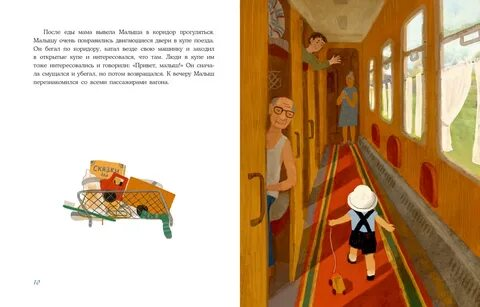 После еды мама вывела Малыша в коридор прогуляться.
Малышу очень понравились двигающиеся двери в купе поезда.
Он бегал по коридору, катал везде свою машинку и заходил
в открытые купе и интересовался, что там. Люди в купе им
тоже интересовались и говорили: «Привет, малыш!» Он снача-
ла смущался и убегал, но потом возвращался. К вечеру Малыш
перезнакомился со всеми пассажирами вагона.
СКАЗКИ
10